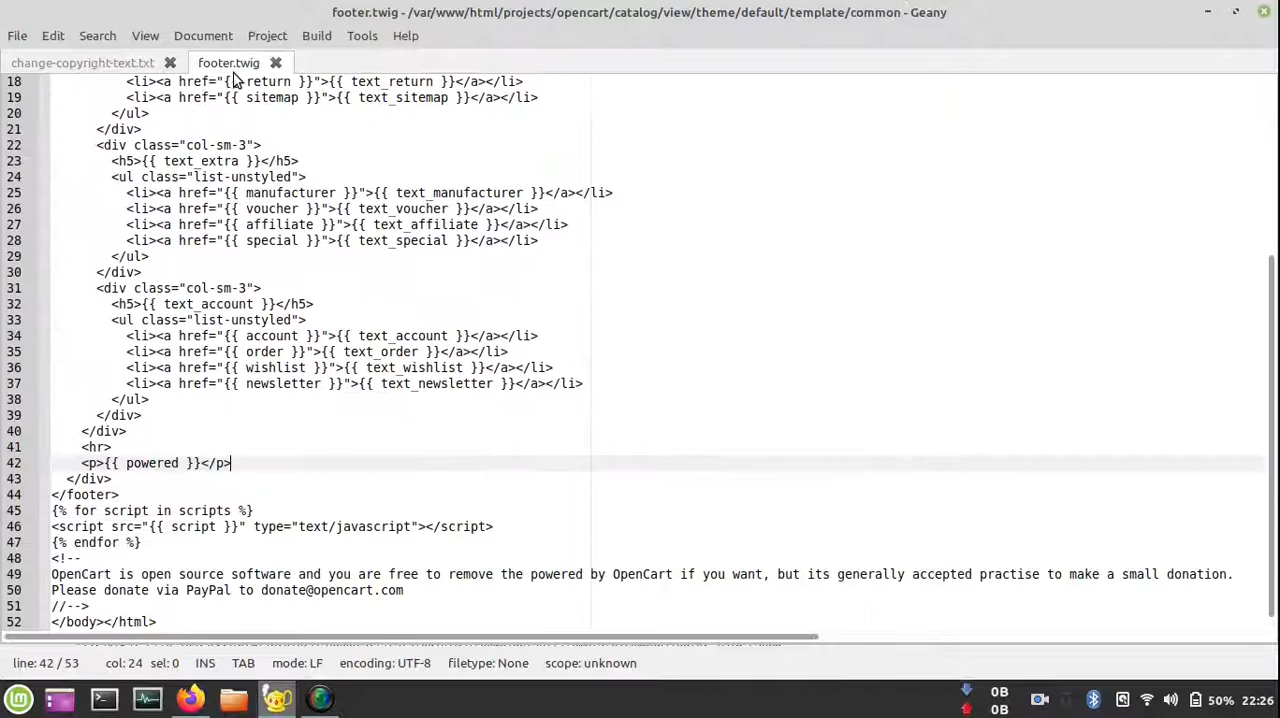 footer.twig - /var/www/html/projects/opencart/catalog/view/theme/default/template/common - Geany
File Edit Search View Document Project Build Tools Help
change-copyright-text.txt footer.twig
18 <li><a href="{{ return }}">{{ text_return }}</a></li>
19 <li><a href="{{ sitemap }}">{{ text_sitemap }}</a></li>
20 </ul>
21 </div>
22 <div class="col-sm-3">
23 <h5>{{ text_extra }}</h5>
24 <ul class="list-unstyled">
25 <li><a href="{{ manufacturer }}">{{ text_manufacturer }}</a></li>
26 <li><a href="{{ voucher }}">{{ text_voucher }}</a></li>
27 <li><a href="{{ affiliate }}">{{ text_affiliate }}</a></li>
28 <li><a href="{{ special }}">{{ text_special }}</a></li>
29 </ul>
30 </div>
31 <div class="col-sm-3">
32 <h5>{{ text_account }}</h5>
33 <ul class="list-unstyled">
34 <li><a href="{{ account }}">{{ text_account }}</a></li>
35 <li><a href="{{ order }}">{{ text_order }}</a></li>
36 <li><a href="{{ wishlist }}">{{ text_wishlist }}</a></li>
37 <li><a href="{{ newsletter }}">{{ text_newsletter }}</a></li>
38 </ul>
39 </div>
40 </div>
41 <hr>
42 <p>{{ powered }}</p>
43 </div>
44 </footer>
45 {% for script in scripts %}
46 <script src="{{ script }}" type="text/javascript"></script>
47 {% endfor %}
48 <!--
49 OpenCart is open source software and you are free to remove the powered by OpenCart if you want, but its generally accepted practise to make a small donation.
50 Please donate via PayPal to donate@opencart.com
51 //-->
52 </body></html>
line: 42 / 53 col: 24 sel: 0 INS TAB mode: LF encoding: UTF-8 filetype: None scope: unknown
0B
0B
50% 22:26